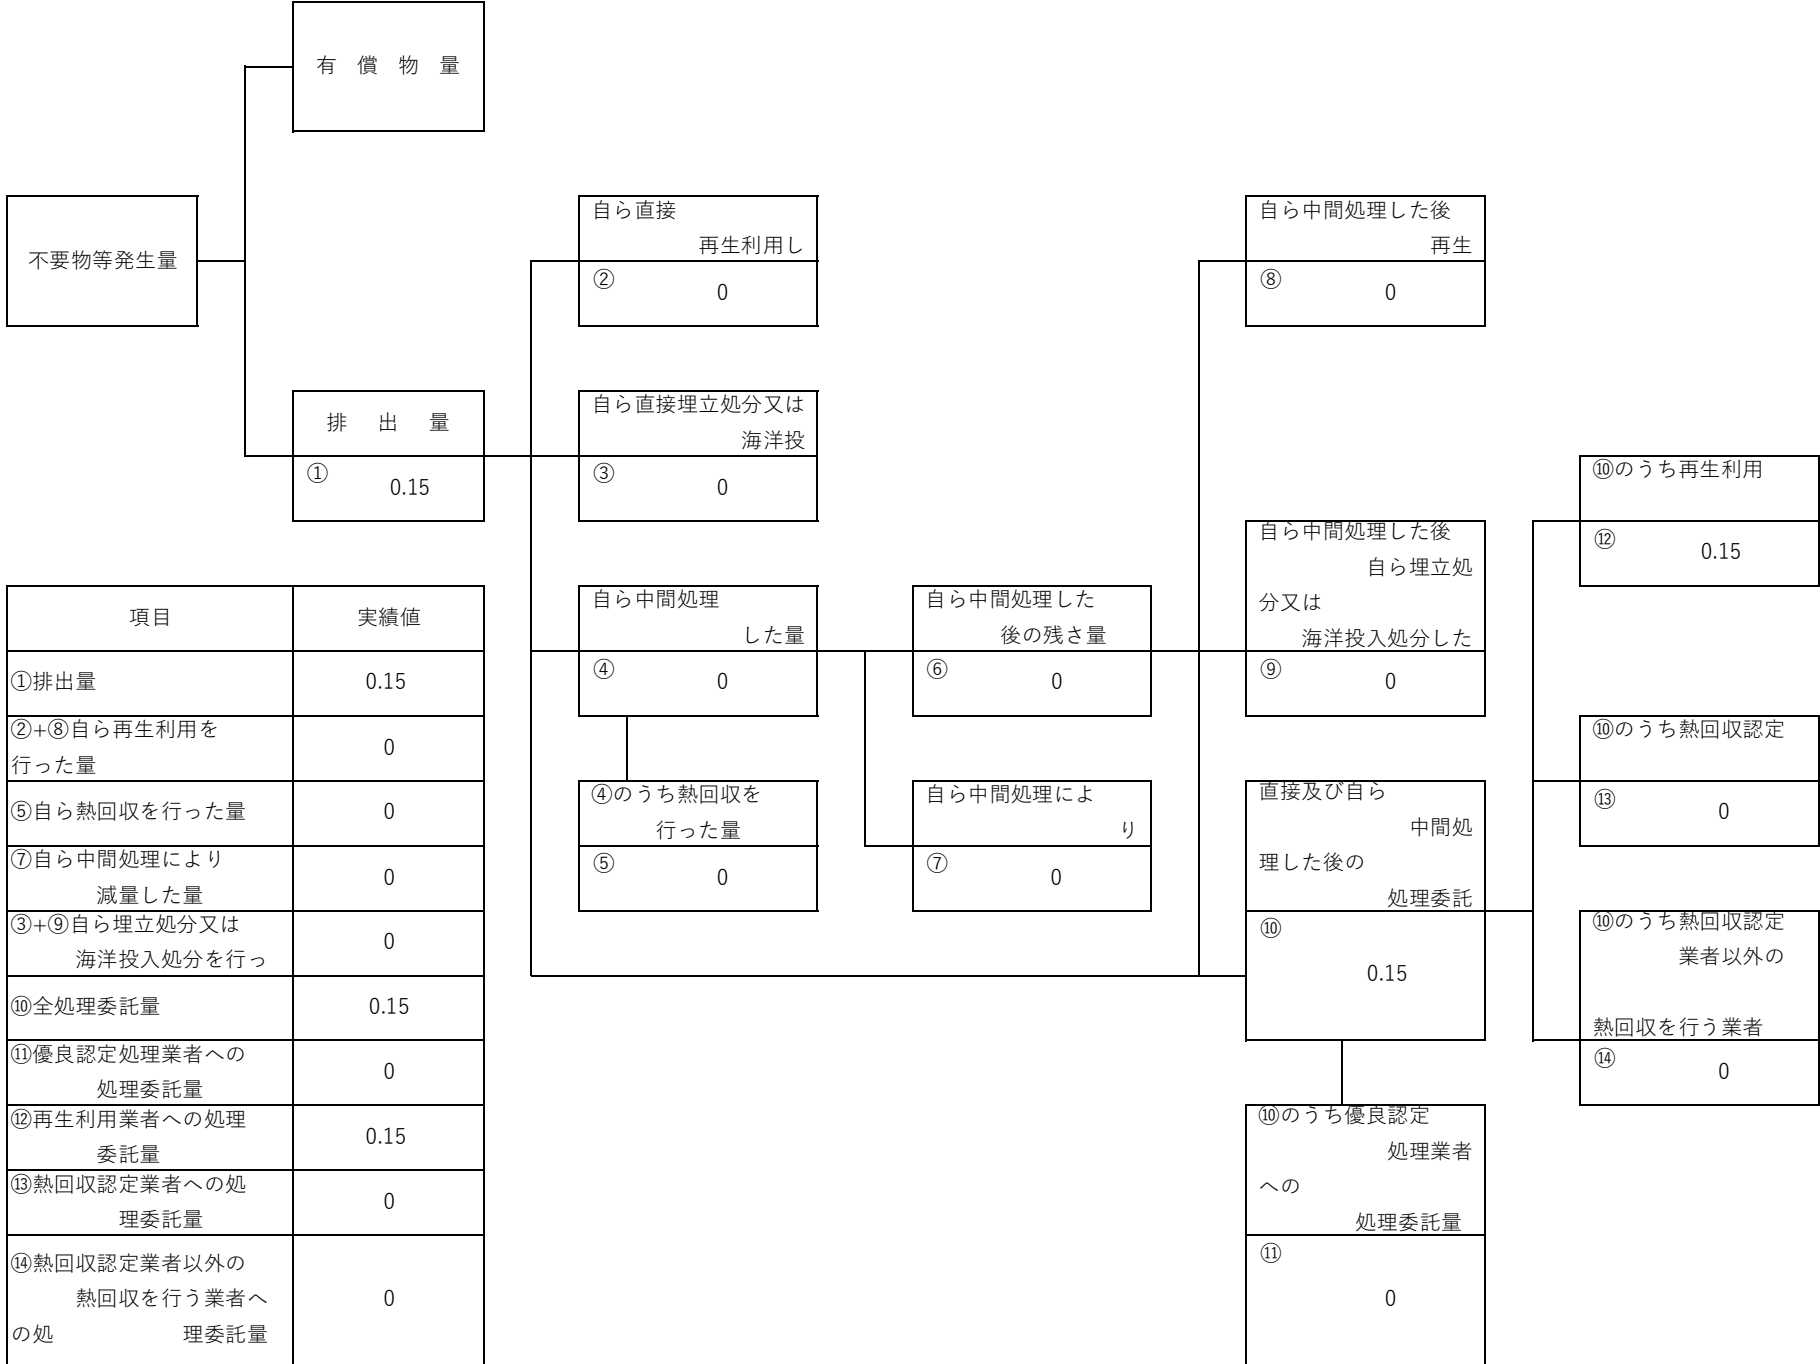 有 償 物 量
不要物等発生量
自ら直接
再生利用し
②
0
自ら中間処理した後
再生
⑧
0
排 出 量
①
0.15
自ら直接埋立処分又は
海洋投
③
0
⑩のうち再生利用
⑫
0.15
自ら中間処理
した量
④
0
自ら中間処理した
後の残さ量
⑥
0
自ら中間処理した後
自ら埋立処
分又は
海洋投入処分した
⑨
0
④のうち熱回収を
行った量
⑤
0
自ら中間処理によ
り
⑦
0
直接及び自ら
中間処
理した後の
処理委託
⑩
0.15
⑩のうち熱回収認定
⑬
0
⑩のうち熱回収認定
業者以外の
熱回収を行う業者
⑭
0
⑩のうち優良認定
処理業者
への
処理委託量
⑪
0
項目 実績値
①排出量 0.15
②+⑧自ら再生利用を
行った量
0
⑤自ら熱回収を行った量 0
⑦自ら中間処理により
減量した量
0
③+⑨自ら埋立処分又は
海洋投入処分を行っ
0
⑩全処理委託量 0.15
⑪優良認定処理業者への
処理委託量
0
⑫再生利用業者への処理
委託量
0.15
⑬熱回収認定業者への処
理委託量
0
⑭熱回収認定業者以外の
熱回収を行う業者へ
の処 理委託量
0